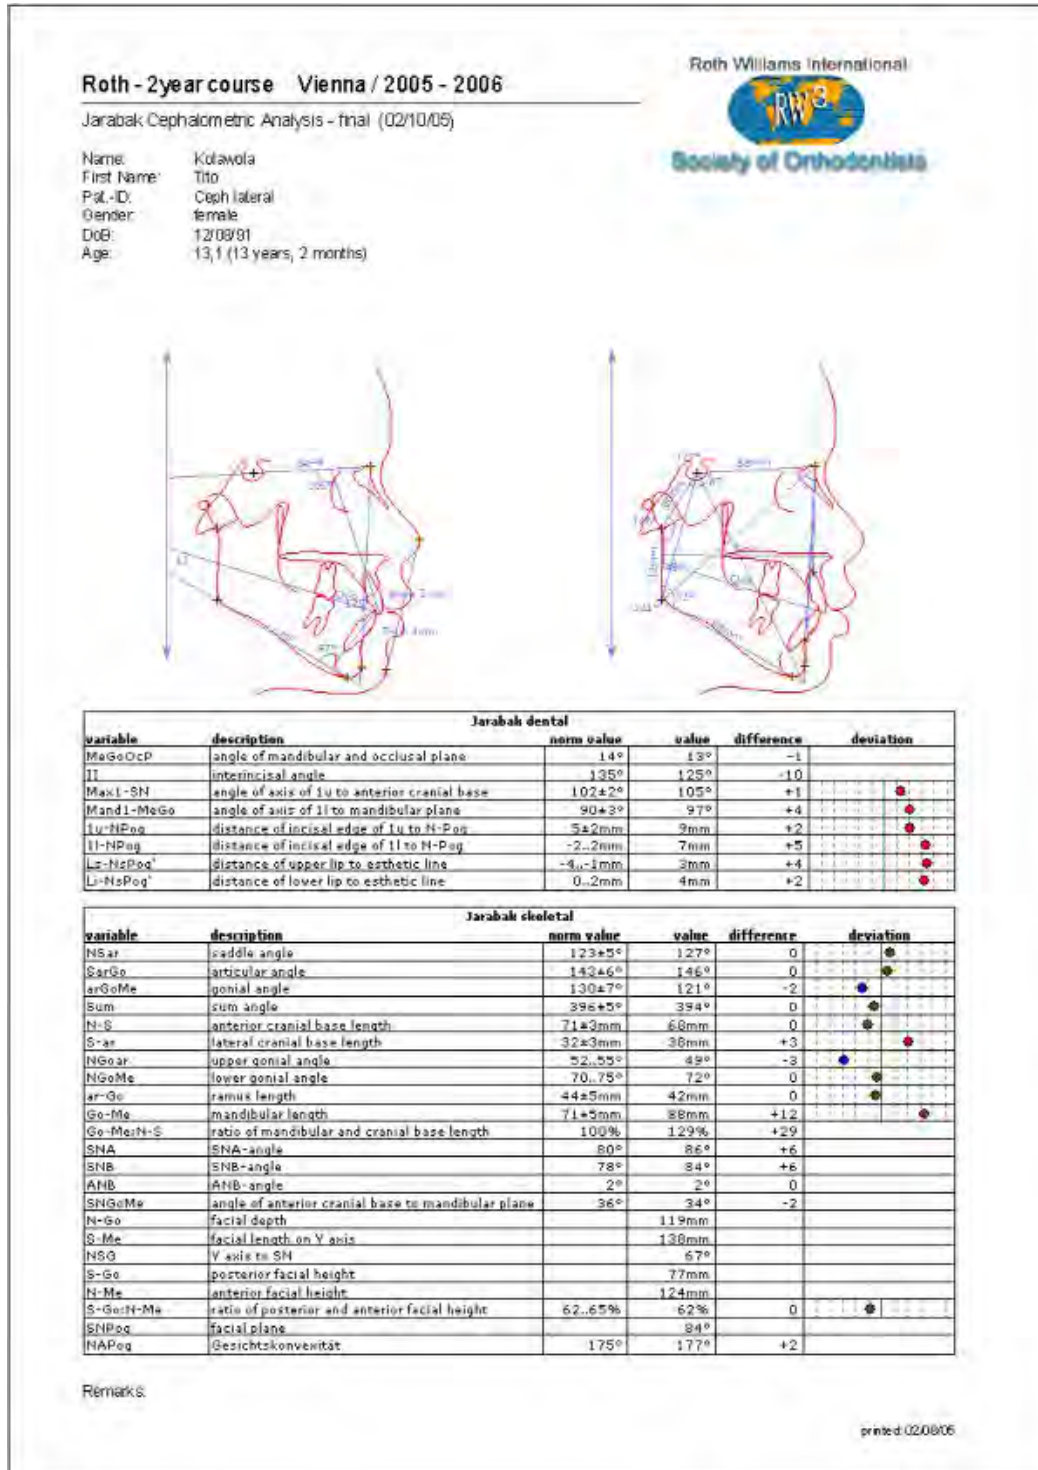 Roth Williams International
RW3
Society of Orthodontists
Roth - 2year course Vienna / 2005 - 2006
Jarabak Cephalometric Analysis - final (02/10/05)
Name: Kolawola
First Name: Tito
Pat.-ID: Ceph lateral
Gender: female
DoB: 12/08/91
Age: 13,1 (13 years, 2 months)
Jarabak dental
variable description norm value value difference deviation
MeGoOcP angle of mandibular and occlusal plane 14° 13° -1
II interincisal angle 135° 125° -10
Max1-SN angle of axis of 1u to anterior cranial base 102±2° 105° +1
Mand1-MeGo angle of axis of 1l to mandibular plane 90±3° 97° +4
1u-NPog distance of incisal edge of 1u to N-Pog 5±2mm 9mm +2
1l-NPog distance of incisal edge of 1l to N-Pog -2..2mm 7mm +5
Ls-NsPog' distance of upper lip to esthetic line -4..-1mm 3mm +4
Li-NsPog' distance of lower lip to esthetic line 0..2mm 4mm +2
Jarabak skeletal
variable description norm value value difference deviation
NSar saddle angle 123±5° 127° 0
SarGo articular angle 143±6° 146° 0
arGoMe gonial angle 130±7° 121° -2
Sum sum angle 396±5° 394° 0
N-S anterior cranial base length 71±3mm 68mm 0
S-ar lateral cranial base length 32±3mm 38mm +3
NGoar upper gonial angle 52..55° 49° -3
NGoMe lower gonial angle 70..75° 72° 0
ar-Go ramus length 44±5mm 42mm 0
Go-Me mandibular length 71±5mm 88mm +12
Go-Me:N-S ratio of mandibular and cranial base length 100% 129% +29
SNA SNA-angle 80° 86° +6
SNB SNB-angle 78° 84° +6
ANB ANB-angle 2° 2° 0
SNGoMe angle of anterior cranial base to mandibular plane 36° 34° -2
N-Go facial depth 119mm
S-Me facial length on Y axis 138mm
NSG Y axis to SN 67°
S-Go posterior facial height 77mm
N-Me anterior facial height 124mm
S-Go:N-Me ratio of posterior and anterior facial height 62..65% 62% 0
SNPog facial plane 84°
NAPog Gesichtskonvexität 175° 177° +2
Remarks:
printed: 02/08/05